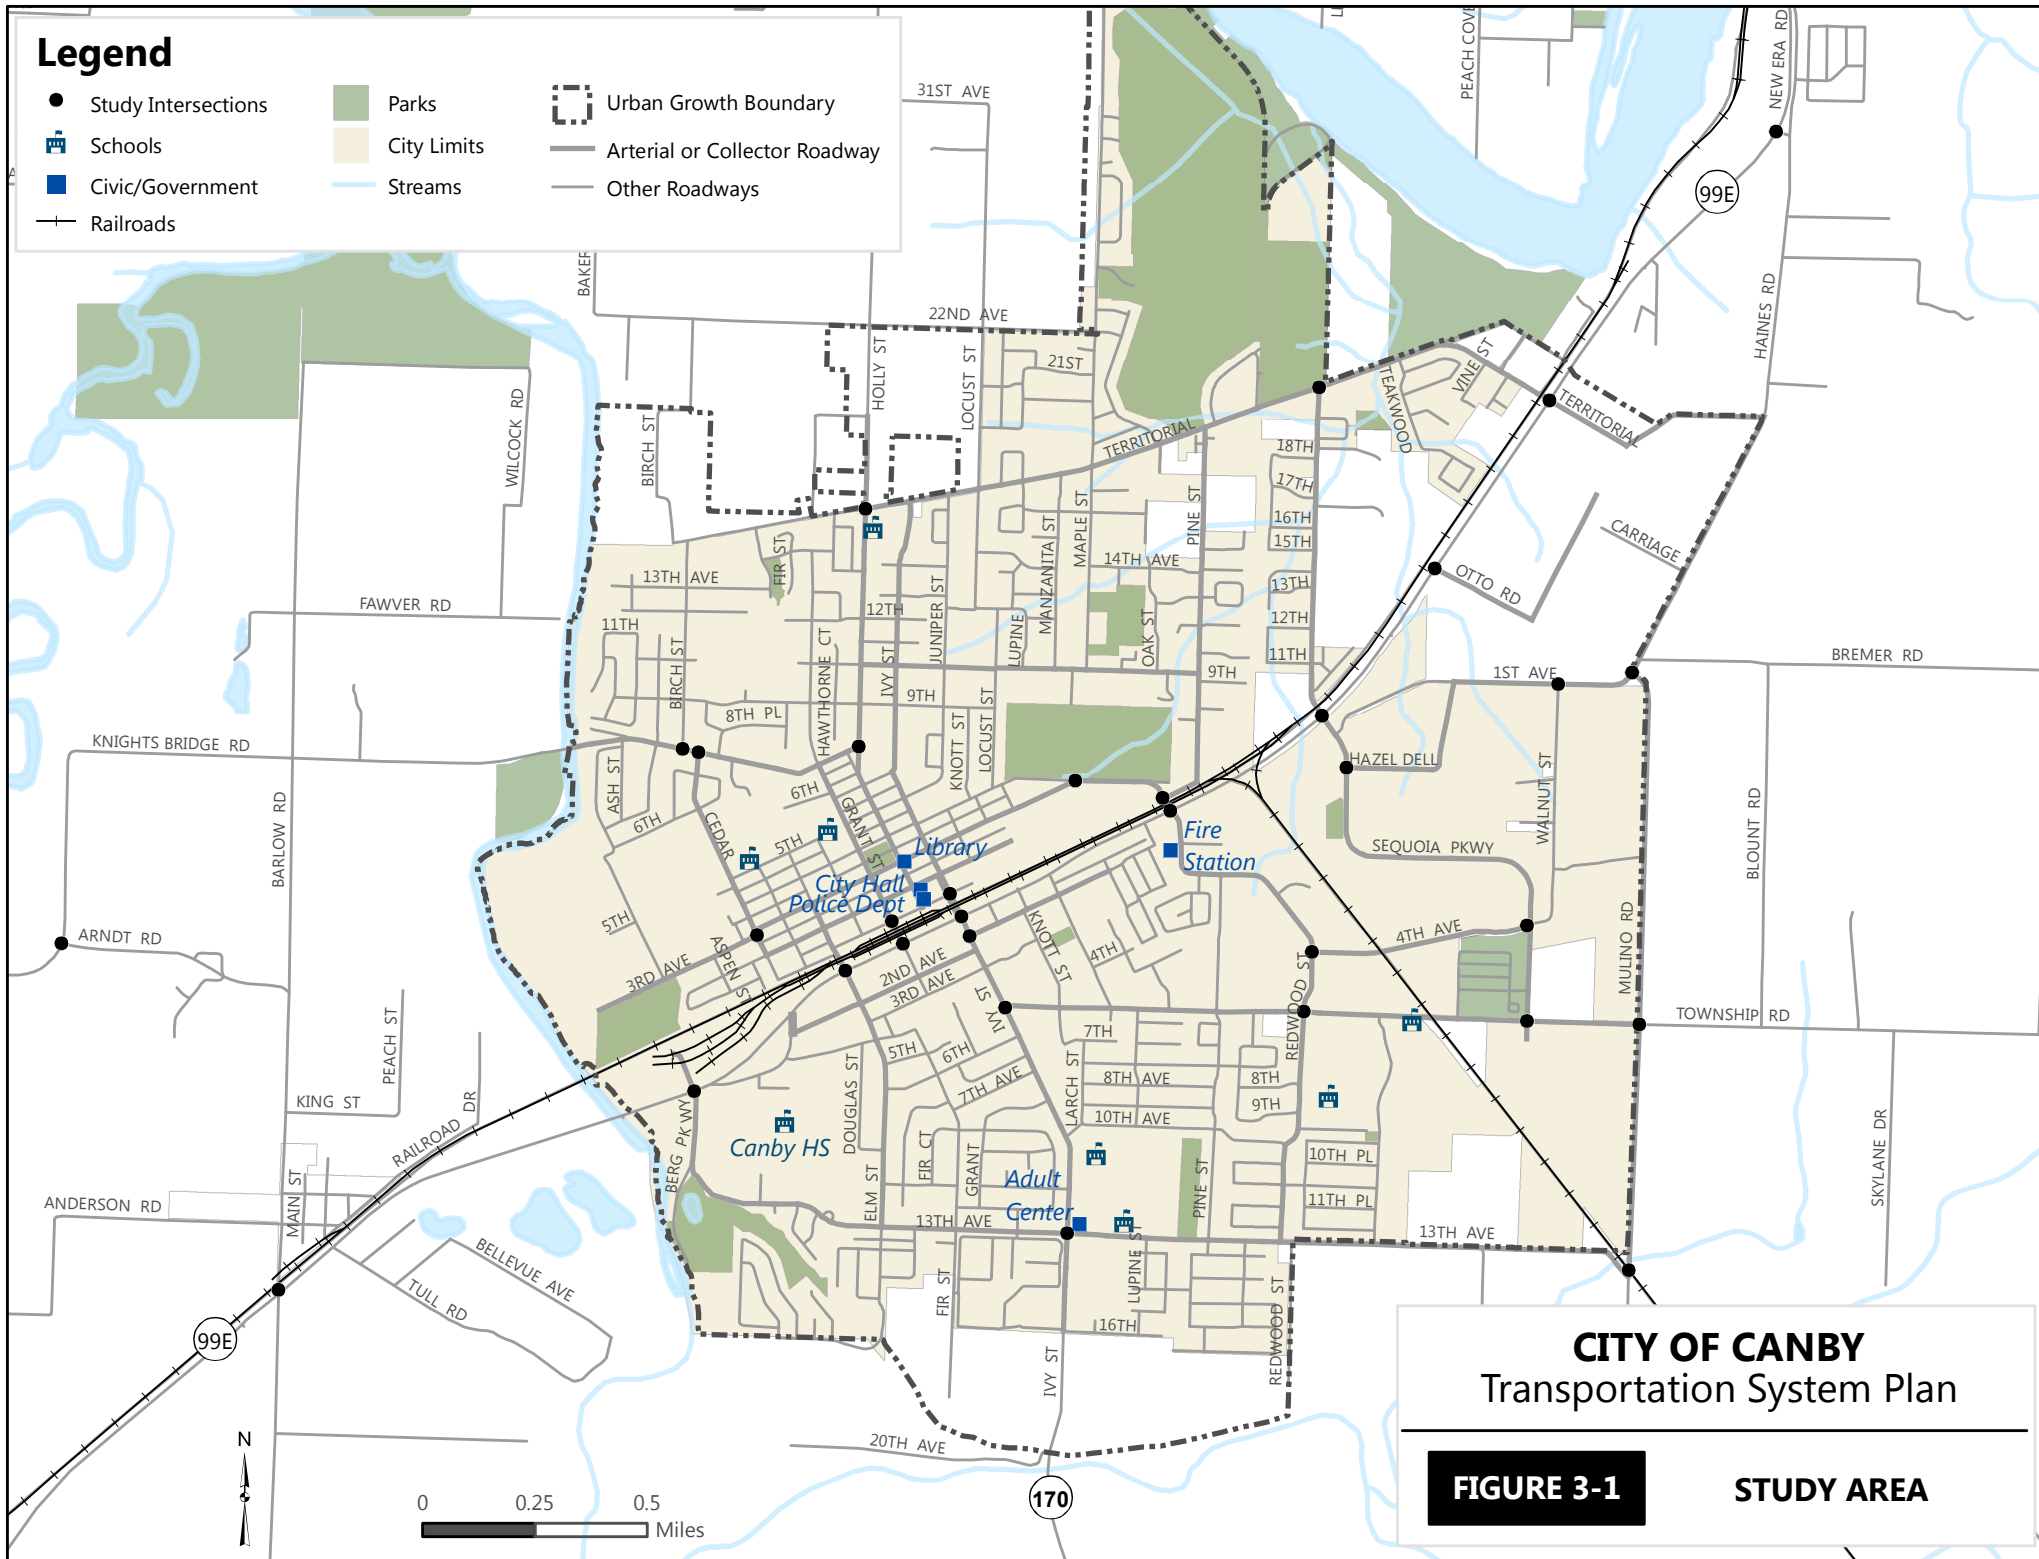 Legend
Study Intersections
Schools
Civic/Government
Railroads
Parks
City Limits
Streams
Urban Growth Boundary
Arterial or Collector Roadway
Other Roadways
31ST AVE
PEACH COVE
NEW ERA RD
99E
BAKER
22ND AVE
HOLLY ST
LOCUST ST
21ST
HAINES RD
VINE ST
TEAKWOOD
TERRITORIAL
TERRITORIAL
WILCOCK RD
BIRCH ST
18TH
17TH
16TH
15TH
PINE ST
MAPLE ST
MANZANITA ST
14TH AVE
CARRIAGE
OTTO RD
FIR ST
13TH AVE
13TH
FAWVER RD
12TH
12TH
JUNIPER ST
LUPINE
OAK ST
11TH
11TH
HAWTHORNE CT
IVY ST
BIRCH ST
9TH
9TH
1ST AVE
BREMER RD
8TH PL
KNOTT ST
LOCUST ST
KNIGHTS BRIDGE RD
HAZEL DELL
ASH ST
6TH
6TH
GRANT ST
CEDAR
5TH
WALNUT ST
BLOUNT RD
BARLOW RD
Fire
Station
Library
SEQUOIA PKWY
City Hall
Police Dept
5TH
ARNDT RD
4TH AVE
KNOTT ST
4TH
3RD AVE
ASPEN ST
2ND AVE
3RD AVE
MULINO RD
IVY ST
REDWOOD ST
TOWNSHIP RD
PEACH ST
7TH
5TH
6TH
7TH AVE
DOUGLAS ST
LARCH ST
8TH AVE
8TH
9TH
KING ST
RAILROAD DR
BERG PKWY
10TH AVE
Canby HS
FIR CT
GRANT
10TH PL
11TH PL
PINE ST
SKYLANE DR
Adult
Center
ELM ST
ANDERSON RD
MAIN ST
13TH AVE
13TH AVE
BELLEVUE AVE
TULL RD
FIR ST
LUPINE ST
REDWOOD ST
16TH
IVY ST
99E
20TH AVE
170
N
0
0.25
0.5
Miles
CITY OF CANBY
Transportation System Plan
FIGURE 3-1
STUDY AREA